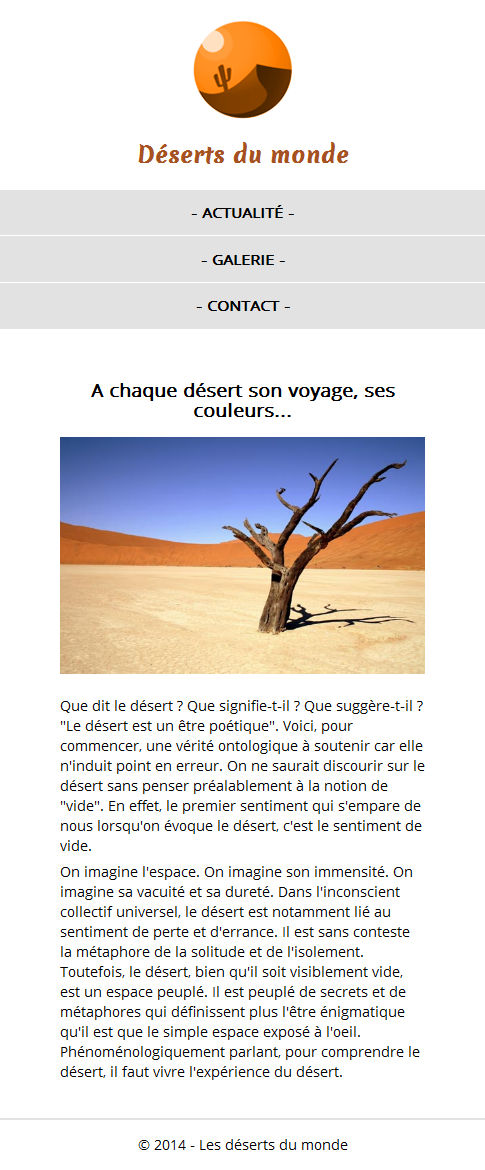 Déserts du monde
- ACTUALITÉ -
- GALERIE -
- CONTACT -
A chaque désert son voyage, ses
couleurs...
Que dit le désert ? Que signifie-t-il ? Que suggère-t-il ?
"Le désert est un être poétique". Voici, pour
commencer, une vérité ontologique à soutenir car elle
n'induit point en erreur. On ne saurait discourir sur le
désert sans penser préalablement à la notion de
"vide". En effet, le premier sentiment qui s'empare de
nous lorsqu'on évoque le désert, c'est le sentiment de
vide.
On imagine l'espace. On imagine son immensité. On
imagine sa vacuité et sa dureté. Dans l'inconscient
collectif universel, le désert est notamment lié au
sentiment de perte et d'errance. Il est sans conteste
la métaphore de la solitude et de l'isolement.
Toutefois, le désert, bien qu'il soit visiblement vide,
est un espace peuplé. Il est peuplé de secrets et de
métaphores qui définissent plus l'être énigmatique
qu'il est que le simple espace exposé à l'oeil.
Phénoménologiquement parlant, pour comprendre le
désert, il faut vivre l'expérience du désert.
© 2014 - Les déserts du monde